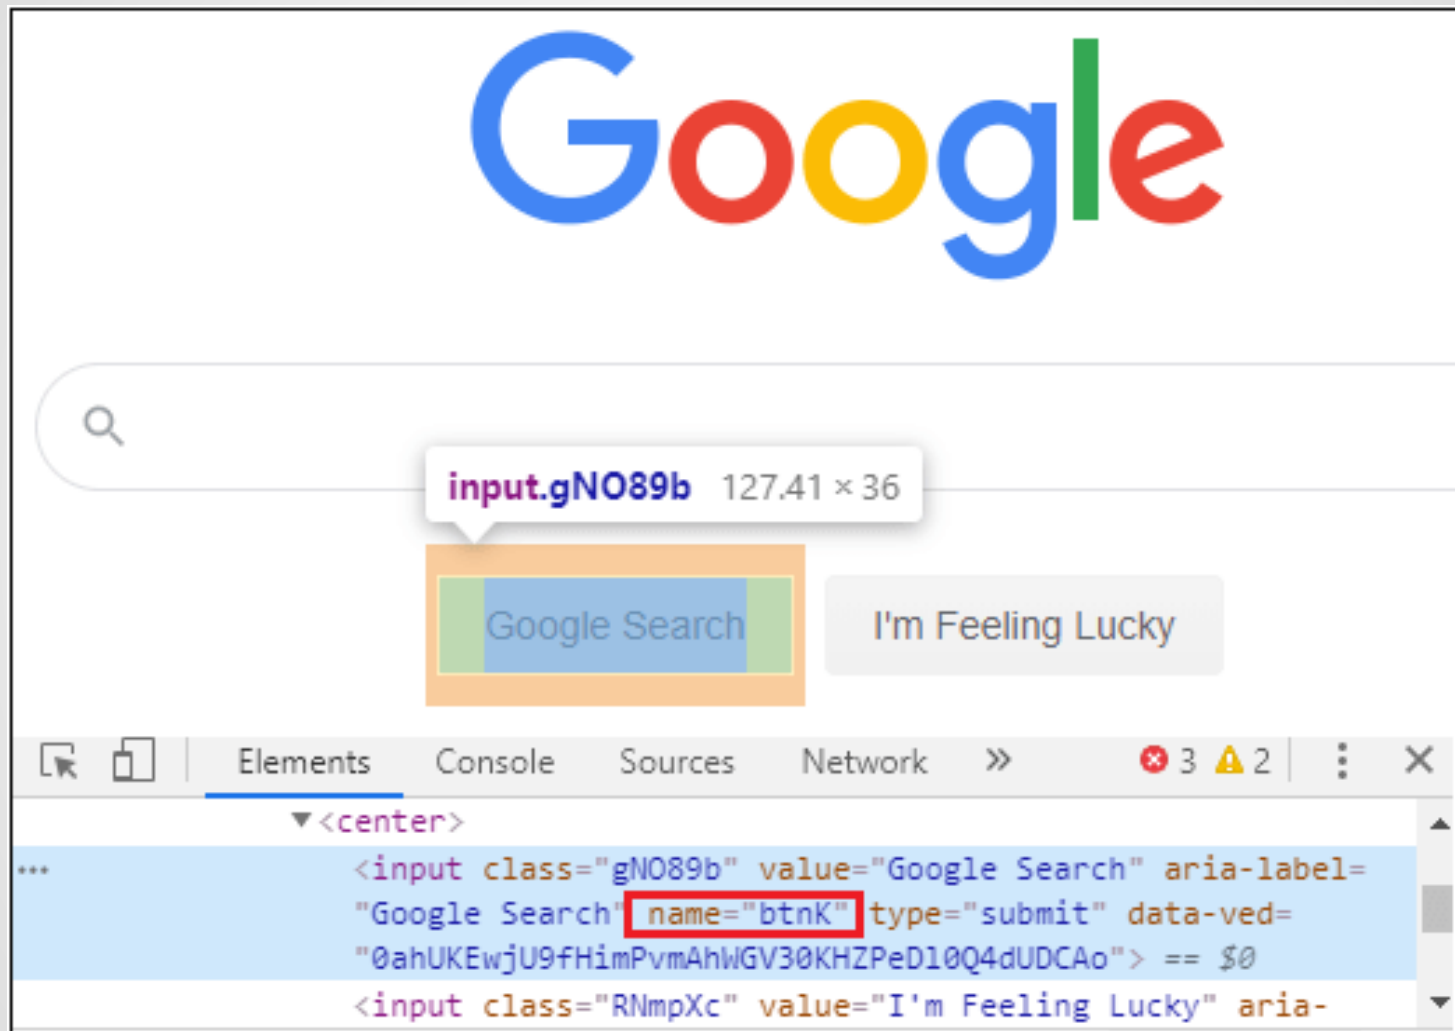 Google
input.gNO89b 127.41 × 36
Google Search I'm Feeling Lucky
Elements Console Sources Network » 3 2
▼<center>
<input class="gNO89b" value="Google Search" aria-label=
"Google Search" name="btnK" type="submit" data-ved=
"0ahUKEwjU9fHimPvmAhWGV30KHZPeDl0Q4dUDCAo"> == $0
<input class="RNmpXc" value="I'm Feeling Lucky" aria-